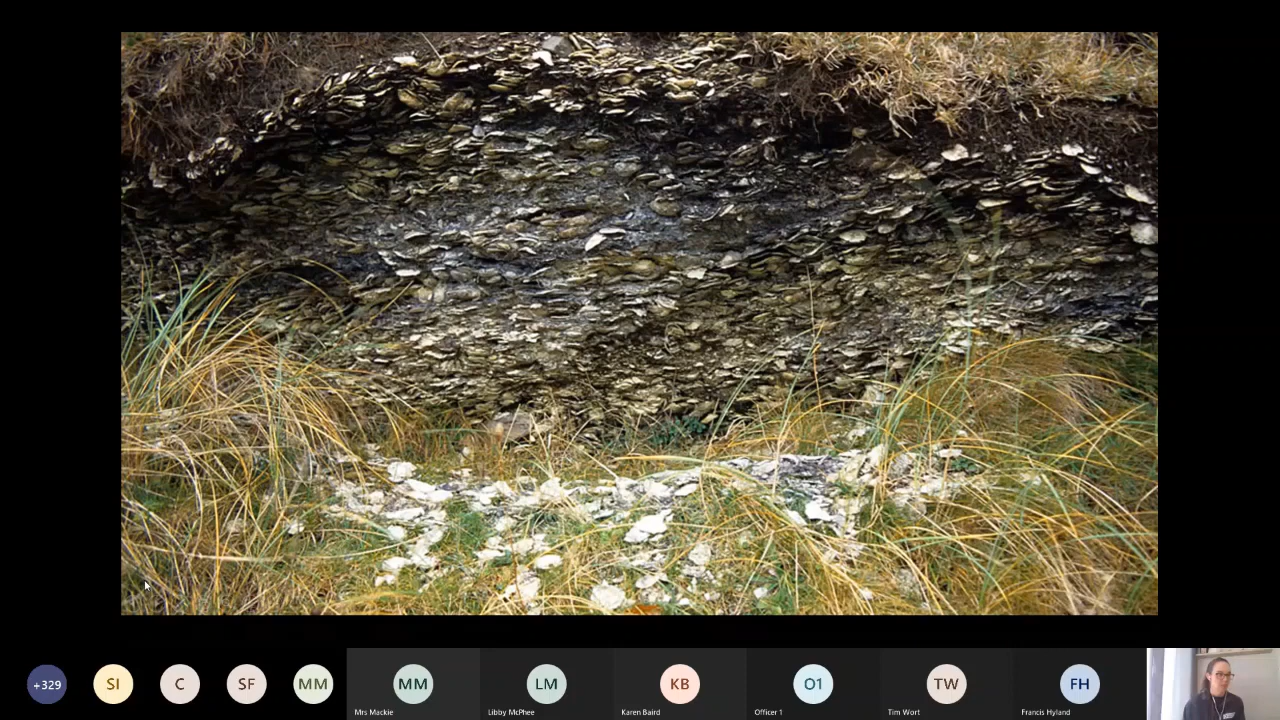 +329
SI
C
SF
MM
MM
LM
KB
O1
TW
FH
Mrs Mackie
Libby McPhee
Karen Baird
Officer 1
Tim Wort
Francis Hyland